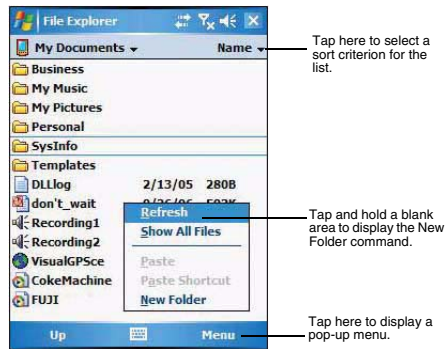 File Explorer
My Documents Name
Tap here to select a
sort criterion for the
list.
Business
My Music
My Pictures
Personal
SysInfo
Templates
DLLlog 2/13/05 280B
don't_wait
Recording1
Recording2
VisualGPSce
CokeMachine
FUJI
Refresh
Show All Files
Paste
Paste Shortcut
New Folder
Tap and hold a blank
area to display the New
Folder command.
Up Menu
Tap here to display a
pop-up menu.